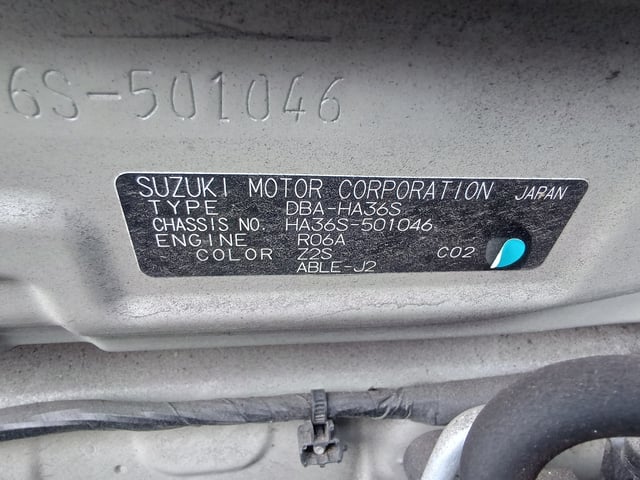 6S-501046
SUZUKI MOTOR CORPORATION JAPAN
TYPE DBA-HA36S
CHASSIS NO. HA36S-501046
ENGINE R06A
COLOR Z2S C02
ABLE-J2